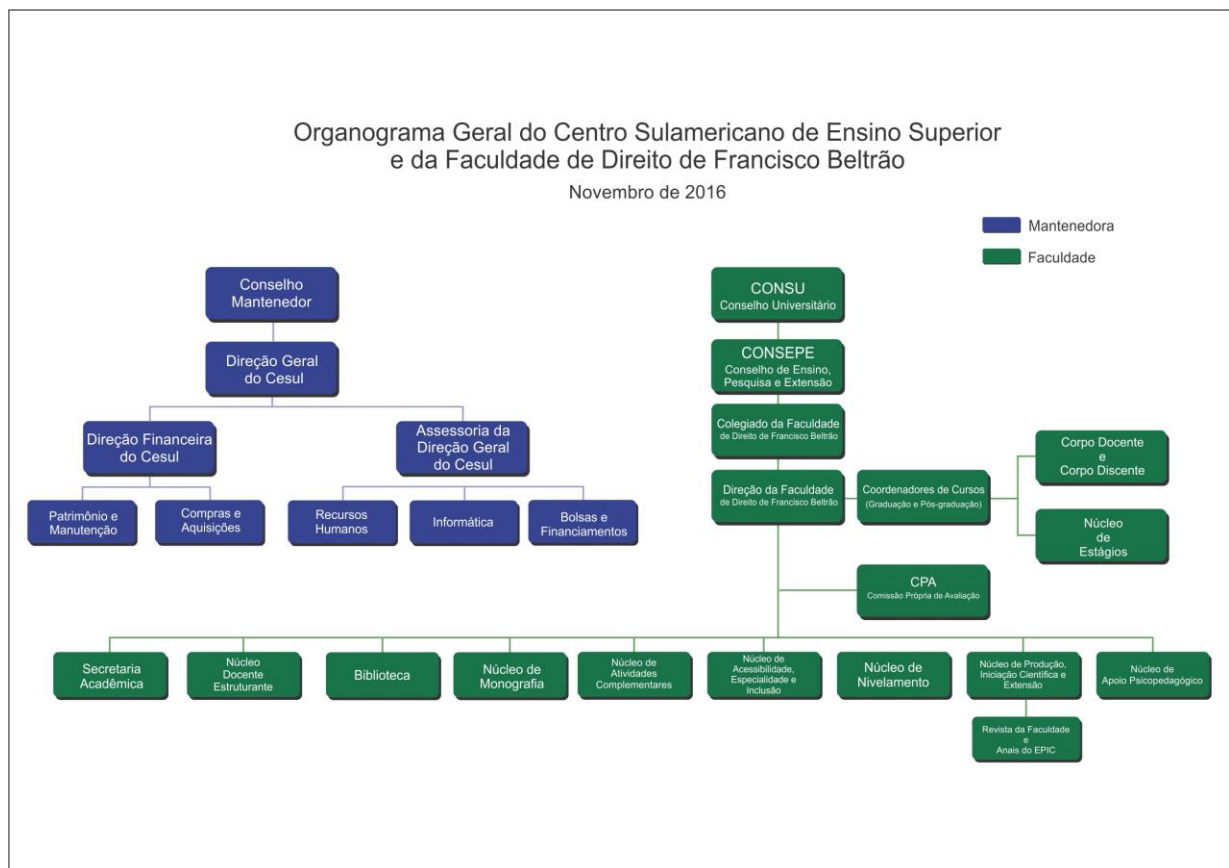 Organograma Geral do Centro Sulamericano de Ensino Superior
e da Faculdade de Direito de Francisco Beltrão
Novembro de 2016
Mantenedora
Faculdade
Conselho
Mantenedor
Direção Geral
do Cesul
Direção Financeira
do Cesul
Assessoria da
Direção Geral
do Cesul
Patrimônio e
Manutenção
Compras e
Aquisições
Recursos
Humanos
Informática
Bolsas e
Financiamentos
CONSU
Conselho Universitário
CONSEPE
Conselho de Ensino,
Pesquisa e Extensão
Colegiado da Faculdade
de Direito de Francisco Beltrão
Direção da Faculdade
de Direito de Francisco Beltrão
Coordenadores de Cursos
(Graduação e Pós-graduação)
Corpo Docente
e
Corpo Discente
Núcleo
de
Estágios
CPA
Comissão Própria de Avaliação
Secretaria
Acadêmica
Núcleo
Docente
Estruturante
Biblioteca
Núcleo de
Monografia
Núcleo de
Atividades
Complementares
Núcleo de
Acessibilidade,
Especialidade e
Inclusão
Núcleo de
Nivelamento
Núcleo de Produção,
Iniciação Científica e
Extensão
Núcleo de
Apoio Psicopedagógico
Revista da Faculdade
e
Anais do EPIC